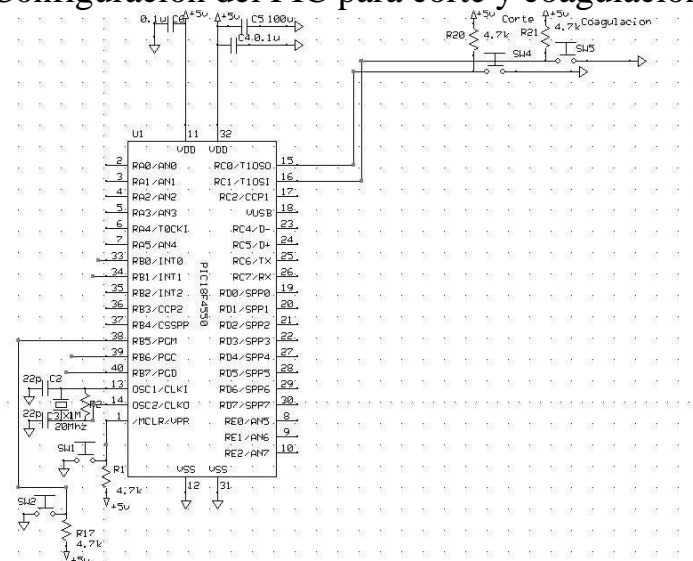 Configuración del PIC para corte y coagulación
0.1u C6
+5v
+5v
C5 100u
C4 0.1u
+5v
Corte
+5v
Coagulacion
R20
4.7k
R21
4.7k
SW4
SW5
U1
11
32
VDD
VDD
2 RA0/AN0
RC0/T1OSO 15
3 RA1/AN1
RC1/T1OSI 16
4 RA2/AN2
RC2/CCP1 17
5 RA3/AN3
VUSB 18
6 RA4/T0CKI
RC4/D- 23
7 RA5/AN4
RC5/D+ 24
33 RB0/INT0
RC6/TX 25
34 RB1/INT1
RC7/RX 26
35 RB2/INT2
RD0/SPP0 19
36 RB3/CCP2
RD1/SPP1 20
37 RB4/CSSPP
RD2/SPP2 21
38 RB5/PGM
RD3/SPP3 22
39 RB6/PGC
RD4/SPP4 27
40 RB7/PGD
RD5/SPP5 28
13 OSC1/CLKI
RD6/SPP6 29
14 OSC2/CLKO
RD7/SPP7 30
1 /MCLR/VPP
RE0/AN5 8
RE1/AN6 9
RE2/AN7 10
PIC18F4550
VSS
VSS
12
31
22p C2
22p C3
X1
1M
R2
20Mhz
SW1
R1
4.7k
+5v
SW2
R17
4.7k
+5v